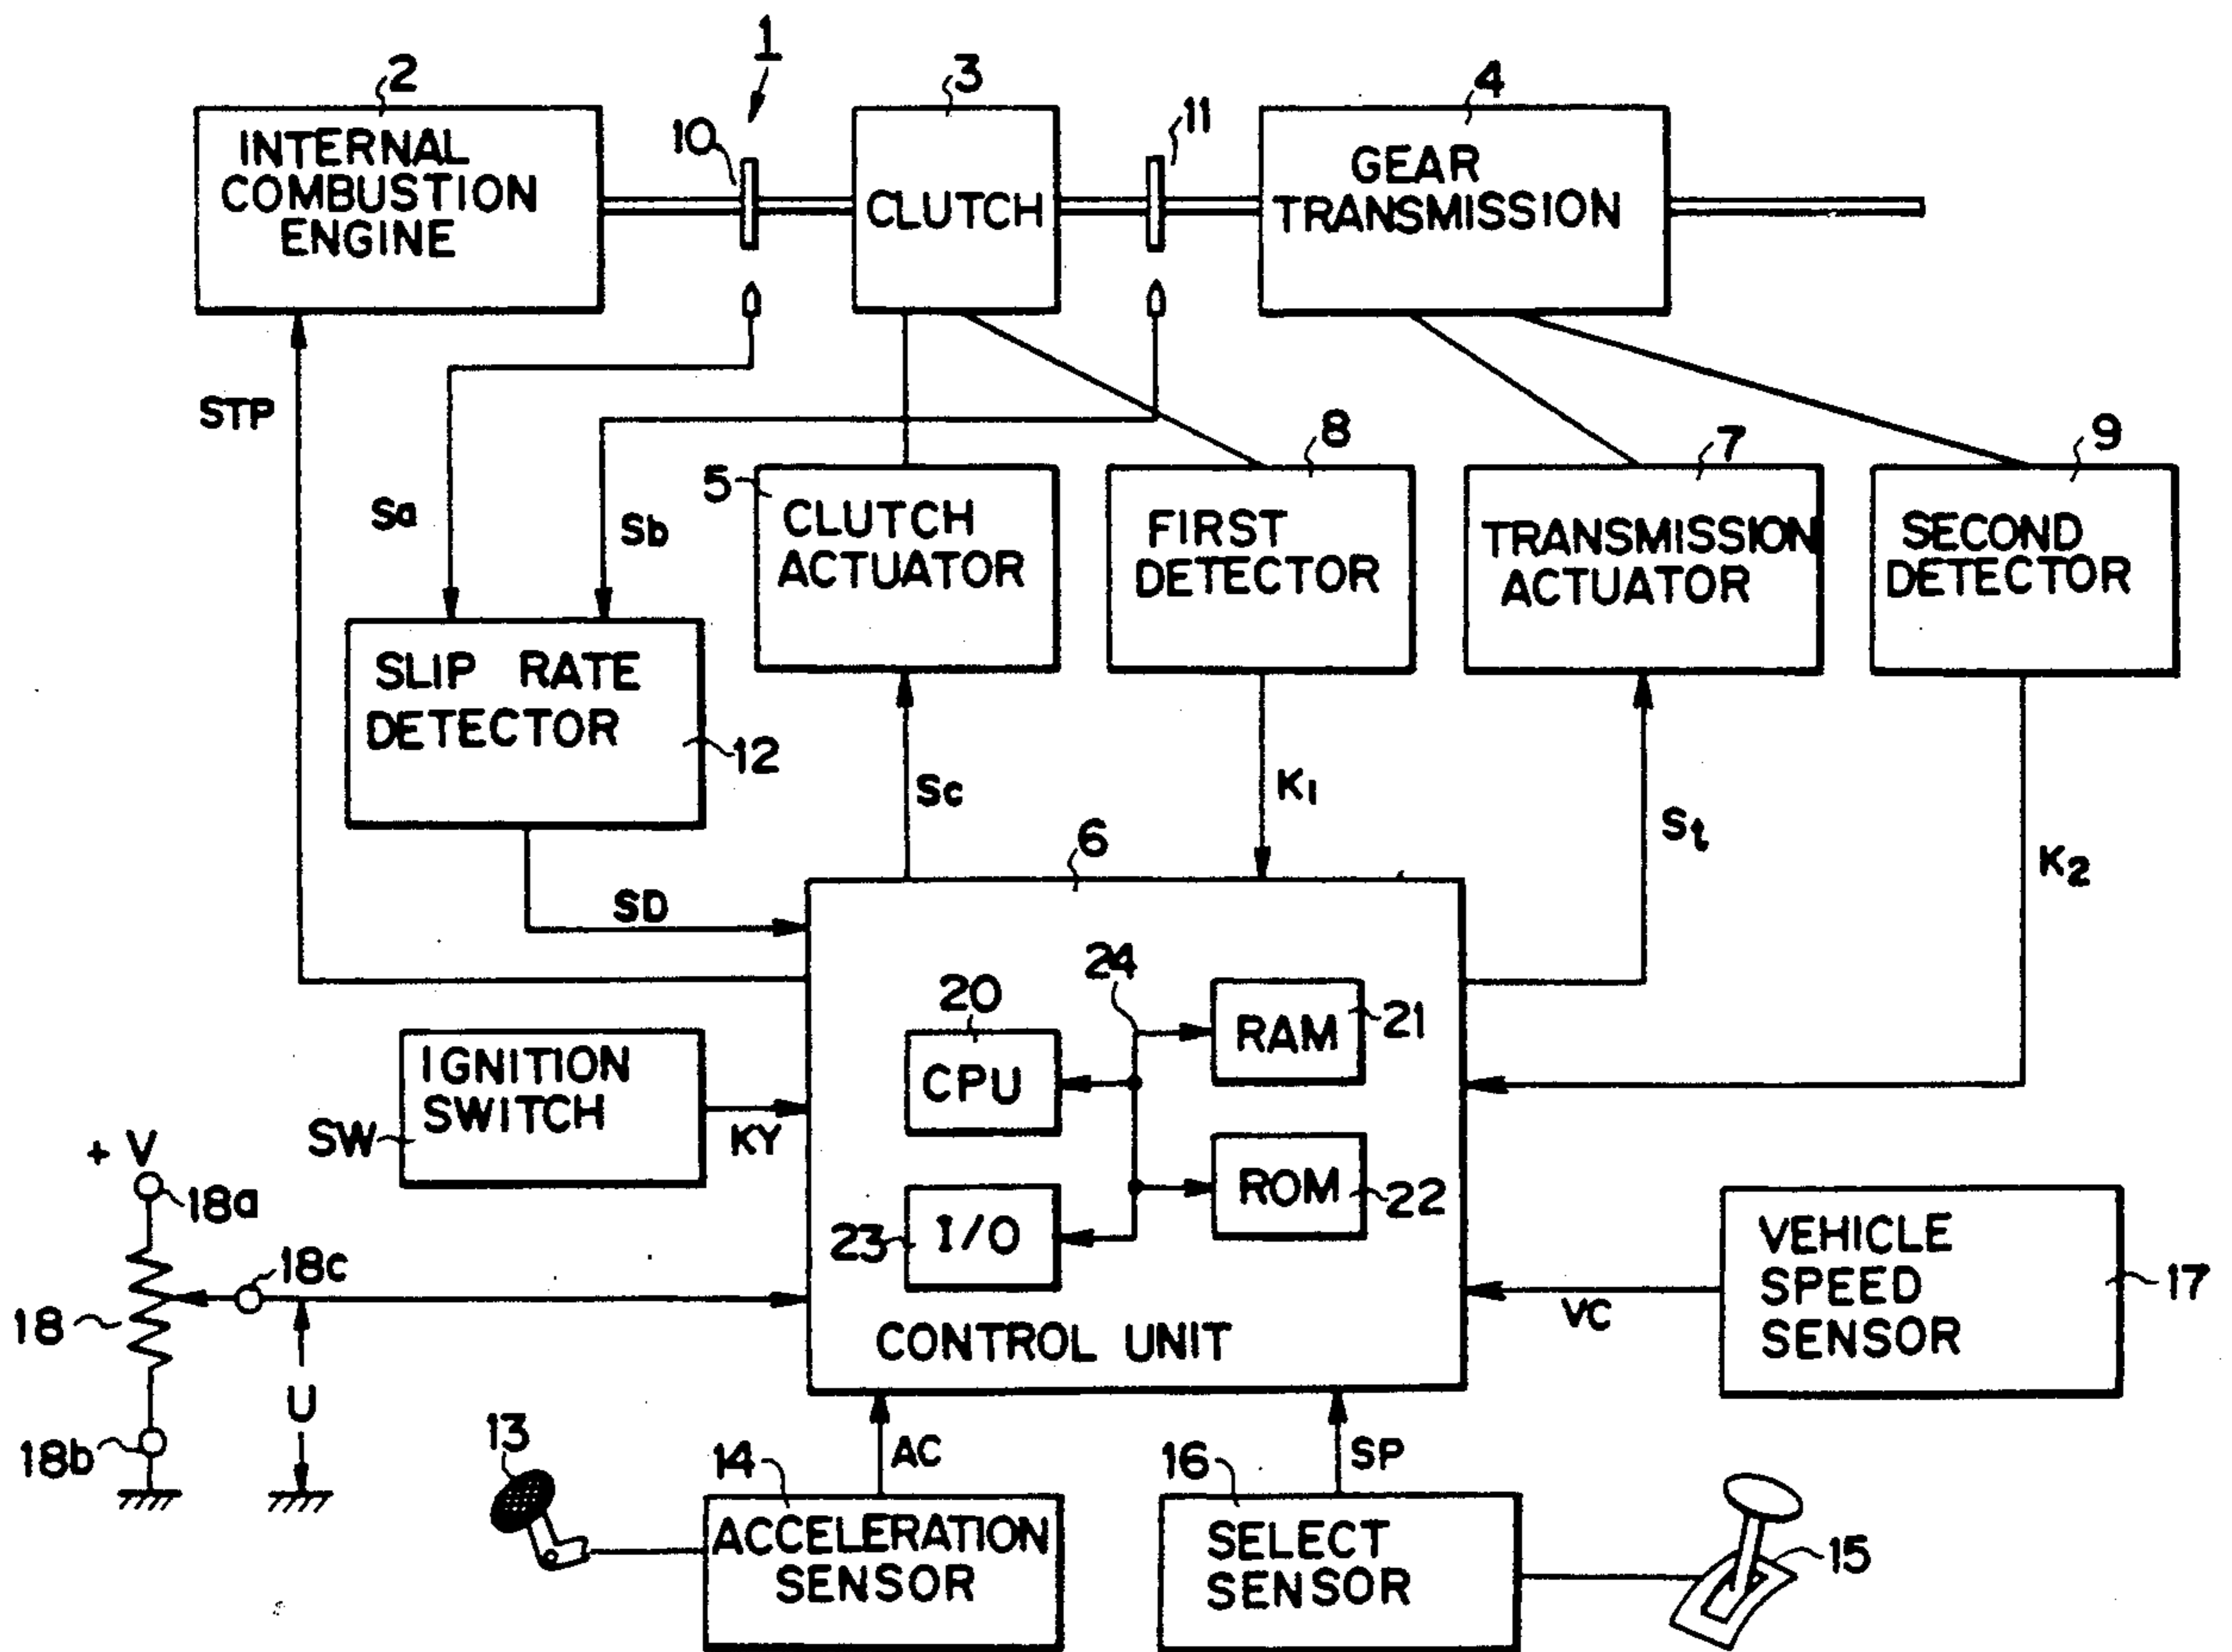 1
2
3
4
INTERNAL
COMBUSTION
ENGINE
10
CLUTCH
11
GEAR
TRANSMISSION
STP
Sa
Sb
5
CLUTCH
ACTUATOR
8
FIRST
DETECTOR
7
TRANSMISSION
ACTUATOR
9
SECOND
DETECTOR
SLIP RATE
DETECTOR
12
Sc
K1
St
K2
SD
6
24
20
CPU
RAM
21
IGNITION
SWITCH
SW
KY
ROM
22
23
I/O
CONTROL UNIT
+ V
18a
18c
18
U
18b
VEHICLE
SPEED
SENSOR
17
VC
13
14
AC
ACCELERATION
SENSOR
16
SP
SELECT
SENSOR
15